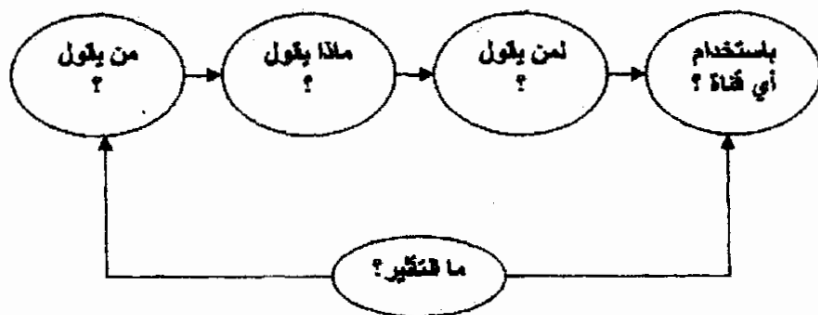 من يقول
؟
ماذا يقول
؟
لمن يقول
؟
باستخدام
أي قناة ؟
ما التأثير؟